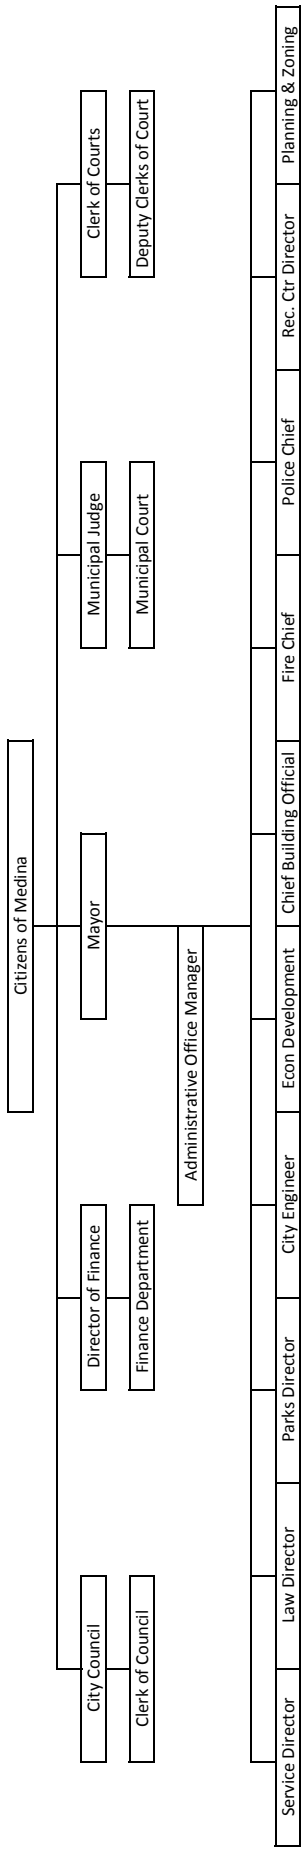 Citizens of Medina
City Council
Director of Finance
Mayor
Municipal Judge
Clerk of Courts
Clerk of Council
Finance Department
Municipal Court
Deputy Clerks of Court
Administrative Office Manager
Service Director
Law Director
Parks Director
City Engineer
Econ Development
Chief Building Official
Fire Chief
Police Chief
Rec. Ctr Director
Planning & Zoning